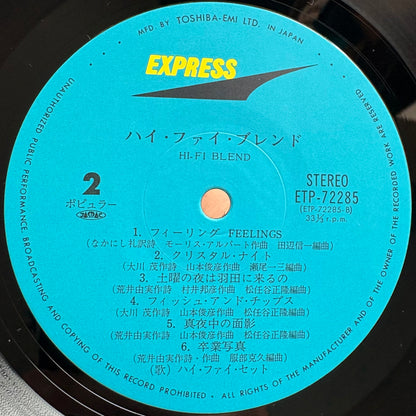 MFD. BY TOSHIBA-EMI LTD. IN JAPAN
EXPRESS
ハイ・ファイ・ブレンド
HI-FI BLEND
2
ポピュラー
JASRAC
STEREO
ETP-72285
(ETP-72285-B)
33⅓r.p.m.
1. フィーリング FEELINGS
(なかにし礼訳詩 モーリス・アルバート作曲 田辺信一編曲)
2. クリスタル・ナイト
(大川 茂作詩 山本俊彦作曲 瀬尾一三編曲)
3. 土曜の夜は羽田に来るの
(荒井由実作詩 村井邦彦作曲 松任谷正隆編曲)
4. フィッシュ・アンド・チップス
(大川 茂作詩 山本俊彦作曲 松任谷正隆編曲)
5. 真夜中の面影
(荒井由実作詩 山本俊彦作曲 松任谷正隆編曲)
6. 卒業写真
(荒井由実作詩・作曲 服部克久編曲)
(歌) ハイ・ファイ・セット
ALL RIGHTS OF THE MANUFACTURER AND OF THE OWNER OF THE RECORDED WORK RESERVED
UNAUTHORIZED PUBLIC PERFORMANCE, BROADCASTING AND COPYING OF THIS RECORD PROHIBITED.